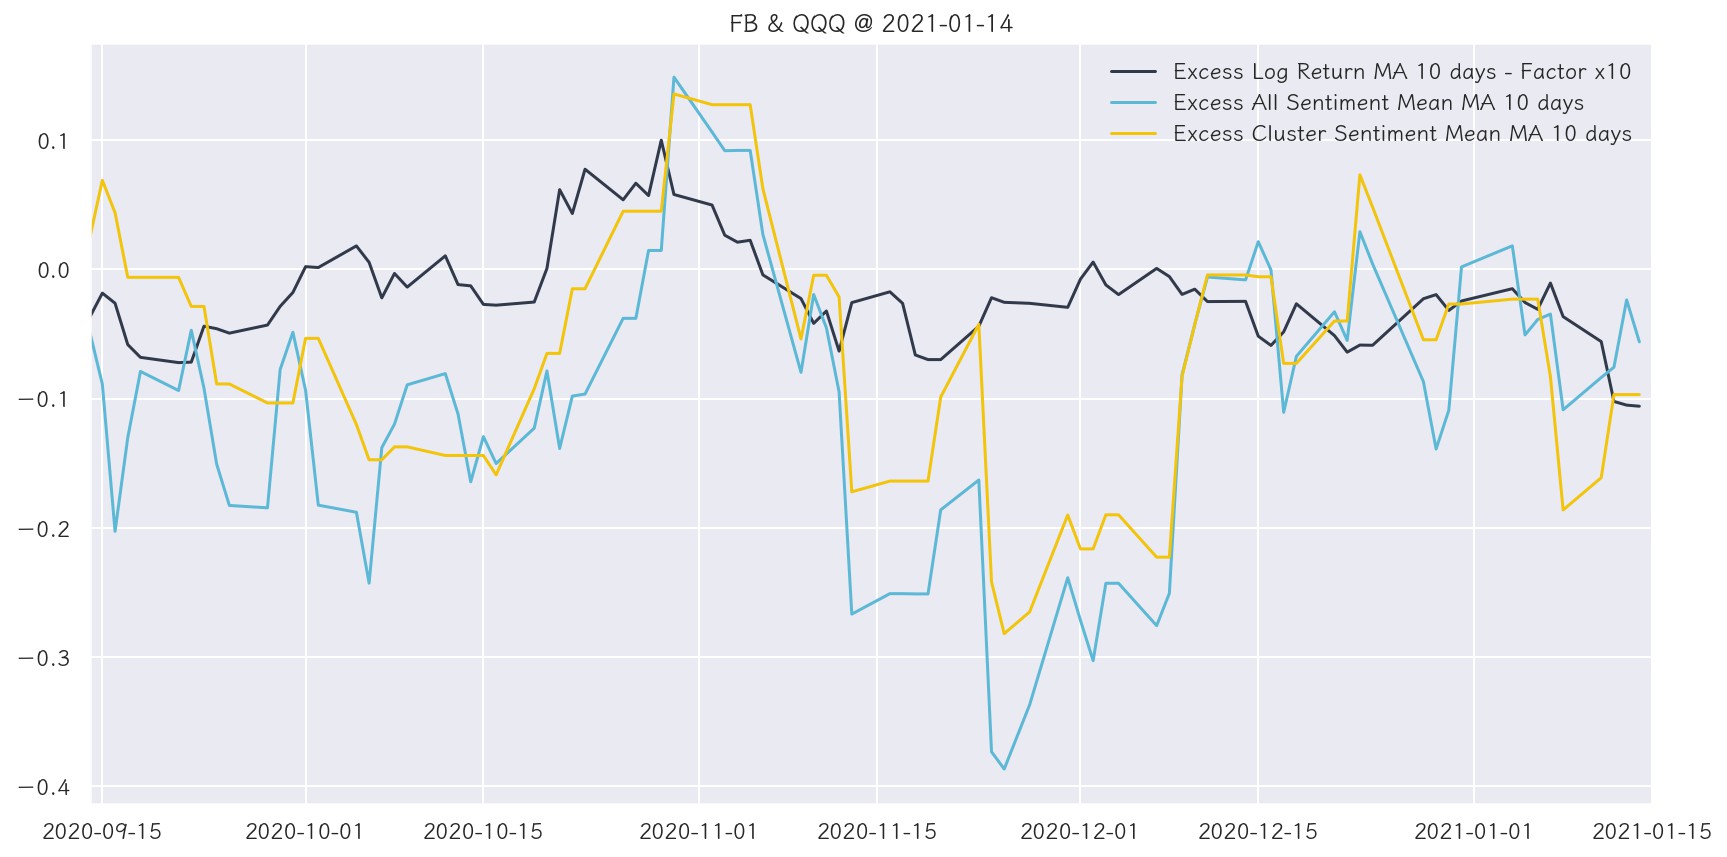 FB & QQQ @ 2021-01-14
Excess Log Return MA 10 days - Factor x10
Excess All Sentiment Mean MA 10 days
Excess Cluster Sentiment Mean MA 10 days
0.1
0.0
−0.1
−0.2
−0.3
−0.4
2020-09-15 2020-10-01 2020-10-15 2020-11-01 2020-11-15 2020-12-01 2020-12-15 2021-01-01 2021-01-15